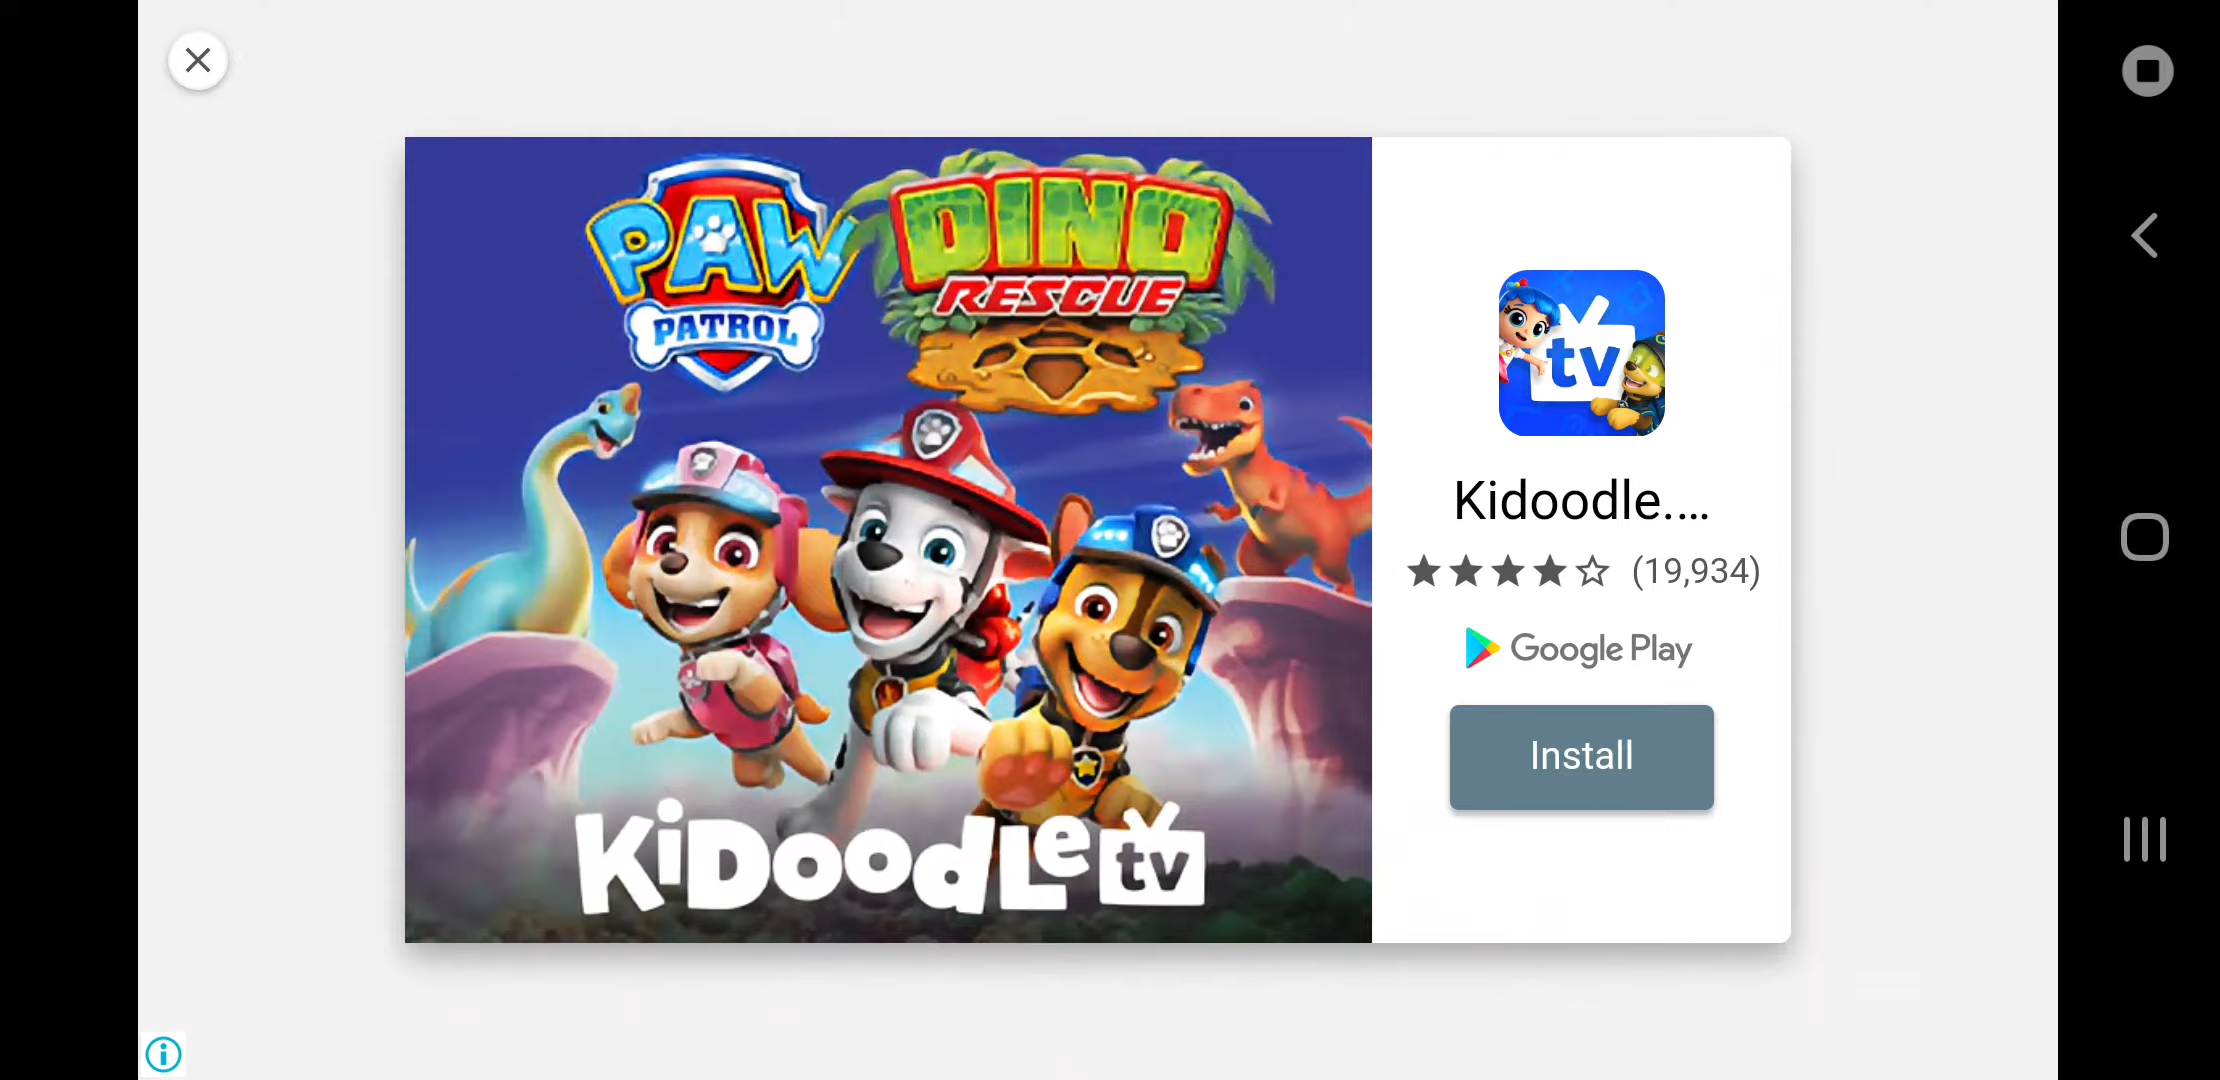 PAW
PATROL
DINO
RESCUE
KiDoodLe tv
tv
Kidoodle....
(19,934)
Google Play
Install